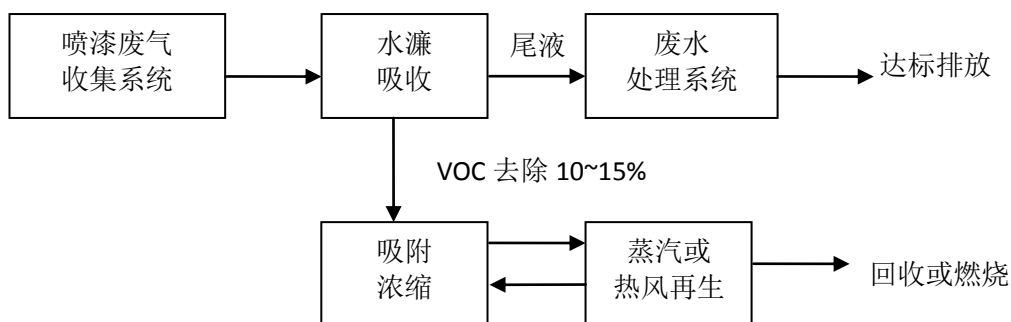 喷漆废气
收集系统
水濂
吸收
尾液
废水
处理系统
达标排放
VOC 去除 10~15%
吸附
浓缩
蒸汽或
热风再生
回收或燃烧